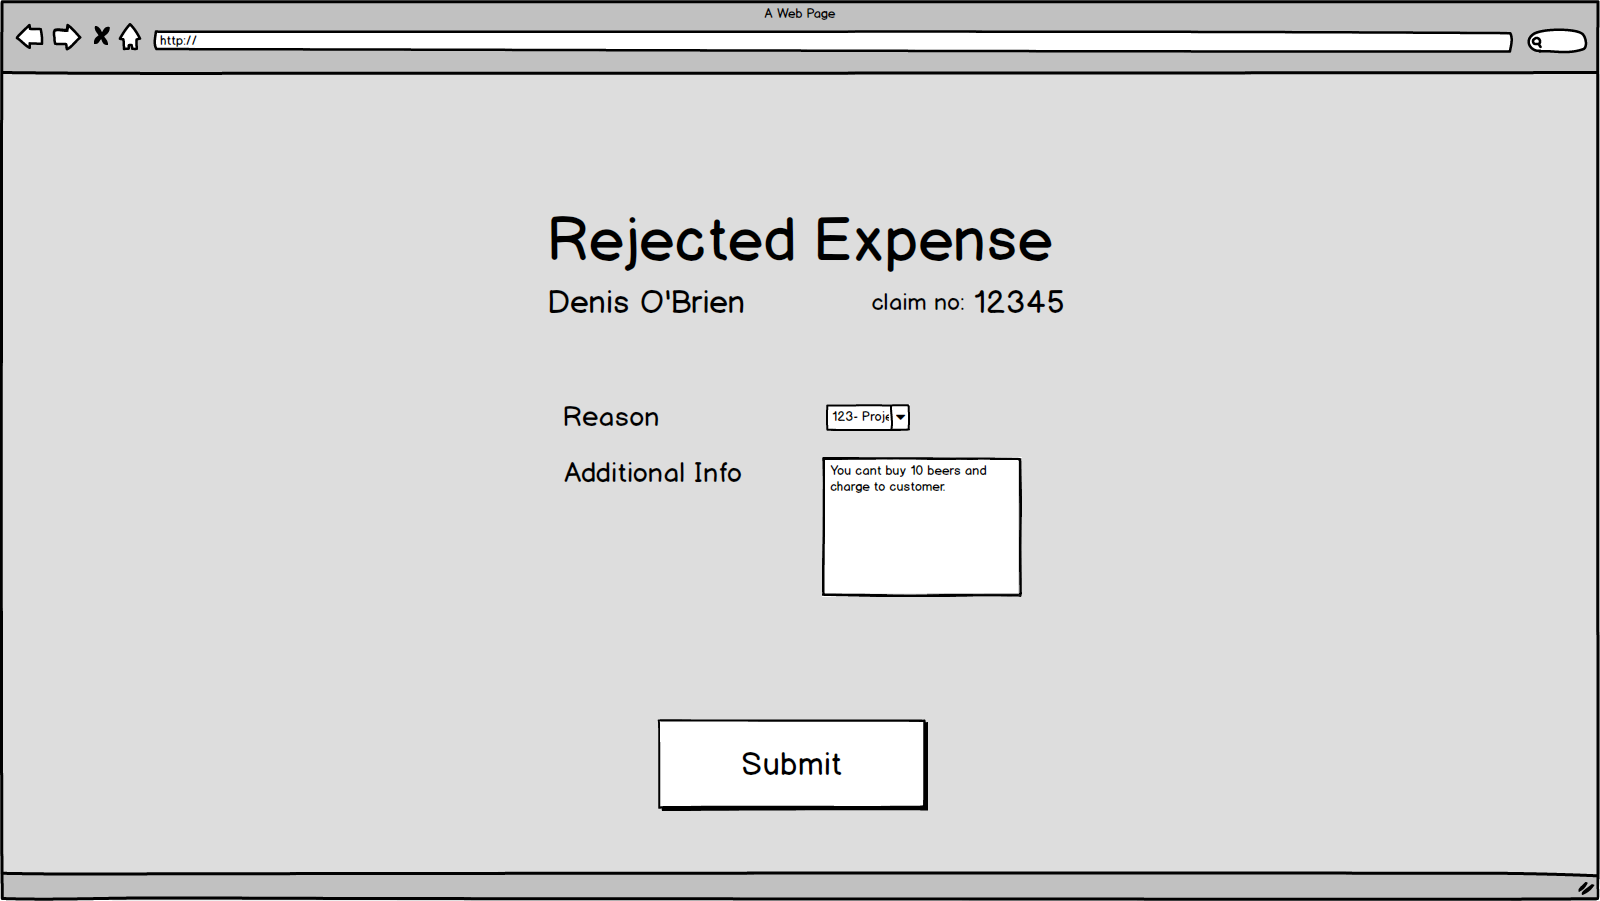 A Web Page
http://
Rejected Expense
Denis O'Brien
claim no: 12345
Reason
123- Proje
Additional Info
You cant buy 10 beers and
charge to customer.
Submit